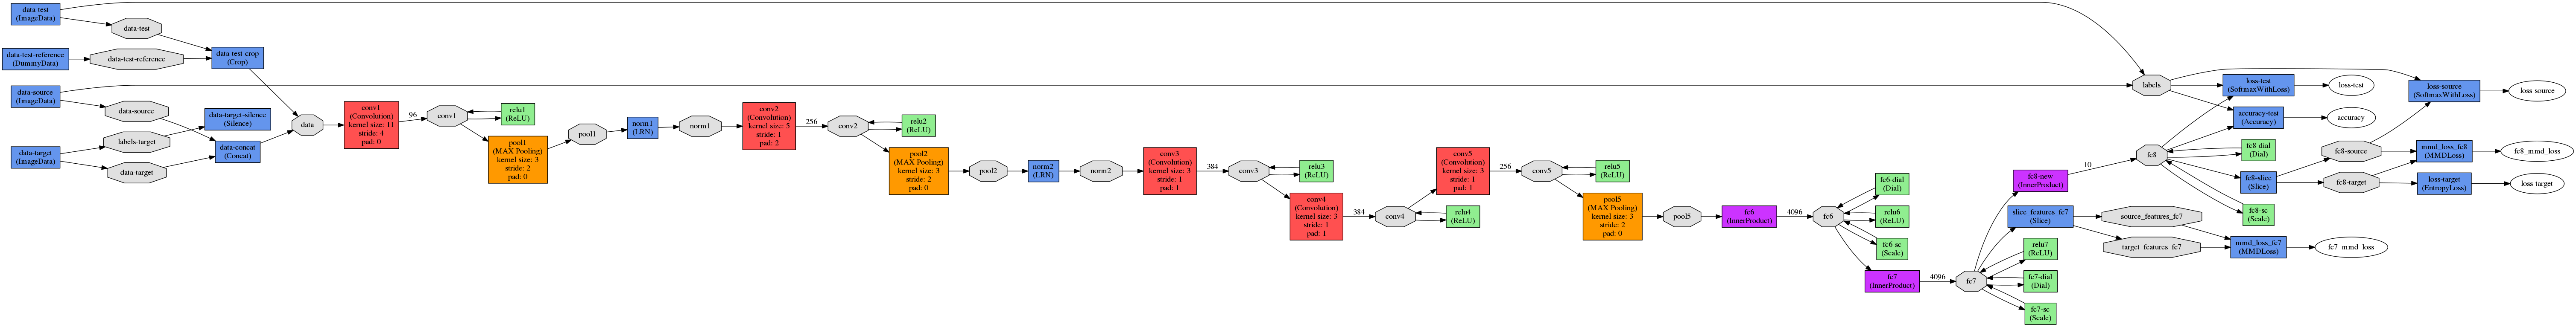 data-test
(ImageData)
data-test
data-test-reference
(DummyData)
data-test-reference
data-test-crop
(Crop)
data-source
(ImageData)
data-source
data-target-silence
(Silence)
labels-target
data-target
(ImageData)
data-target
data-concat
(Concat)
data
conv1
(Convolution)
kernel size: 11
stride: 4
pad: 0
96
conv1
relu1
(ReLU)
pool1
(MAX Pooling)
kernel size: 3
stride: 2
pad: 0
pool1
norm1
(LRN)
norm1
conv2
(Convolution)
kernel size: 5
stride: 1
pad: 2
256
conv2
relu2
(ReLU)
pool2
(MAX Pooling)
kernel size: 3
stride: 2
pad: 0
pool2
norm2
(LRN)
norm2
conv3
(Convolution)
kernel size: 3
stride: 1
pad: 1
384
conv3
relu3
(ReLU)
conv4
(Convolution)
kernel size: 3
stride: 1
pad: 1
384
conv4
relu4
(ReLU)
conv5
(Convolution)
kernel size: 3
stride: 1
pad: 1
256
conv5
relu5
(ReLU)
pool5
(MAX Pooling)
kernel size: 3
stride: 2
pad: 0
pool5
fc6
(InnerProduct)
4096
fc6
fc6-dial
(Dial)
relu6
(ReLU)
fc6-sc
(Scale)
fc7
(InnerProduct)
4096
fc7
fc8-new
(InnerProduct)
10
slice_features_fc7
(Slice)
relu7
(ReLU)
fc7-dial
(Dial)
fc7-sc
(Scale)
source_features_fc7
target_features_fc7
mmd_loss_fc7
(MMDLoss)
fc7_mmd_loss
labels
fc8
loss-test
(SoftmaxWithLoss)
loss-test
accuracy-test
(Accuracy)
accuracy
fc8-dial
(Dial)
fc8-slice
(Slice)
fc8-sc
(Scale)
fc8-source
fc8-target
loss-source
(SoftmaxWithLoss)
loss-source
mmd_loss_fc8
(MMDLoss)
fc8_mmd_loss
loss-target
(EntropyLoss)
loss-target